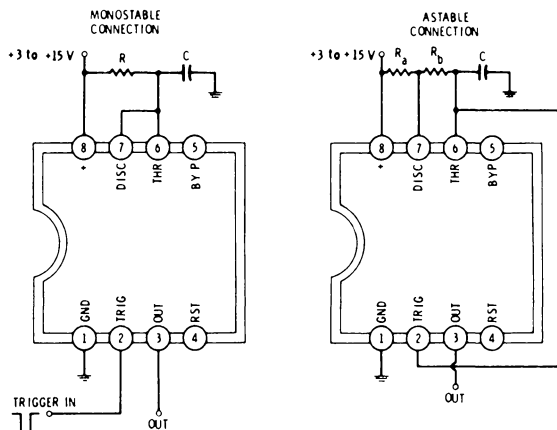 MONOSTABLE
CONNECTION
+3 to +15 V
R
C
8
7
6
5
+
DISC
THR
BYP
GND
TRIG
OUT
RST
1
2
3
4
TRIGGER IN
OUT
ASTABLE
CONNECTION
+3 to +15 V
Ra
Rb
C
8
7
6
5
+
DISC
THR
BYP
GND
TRIG
OUT
RST
1
2
3
4
OUT